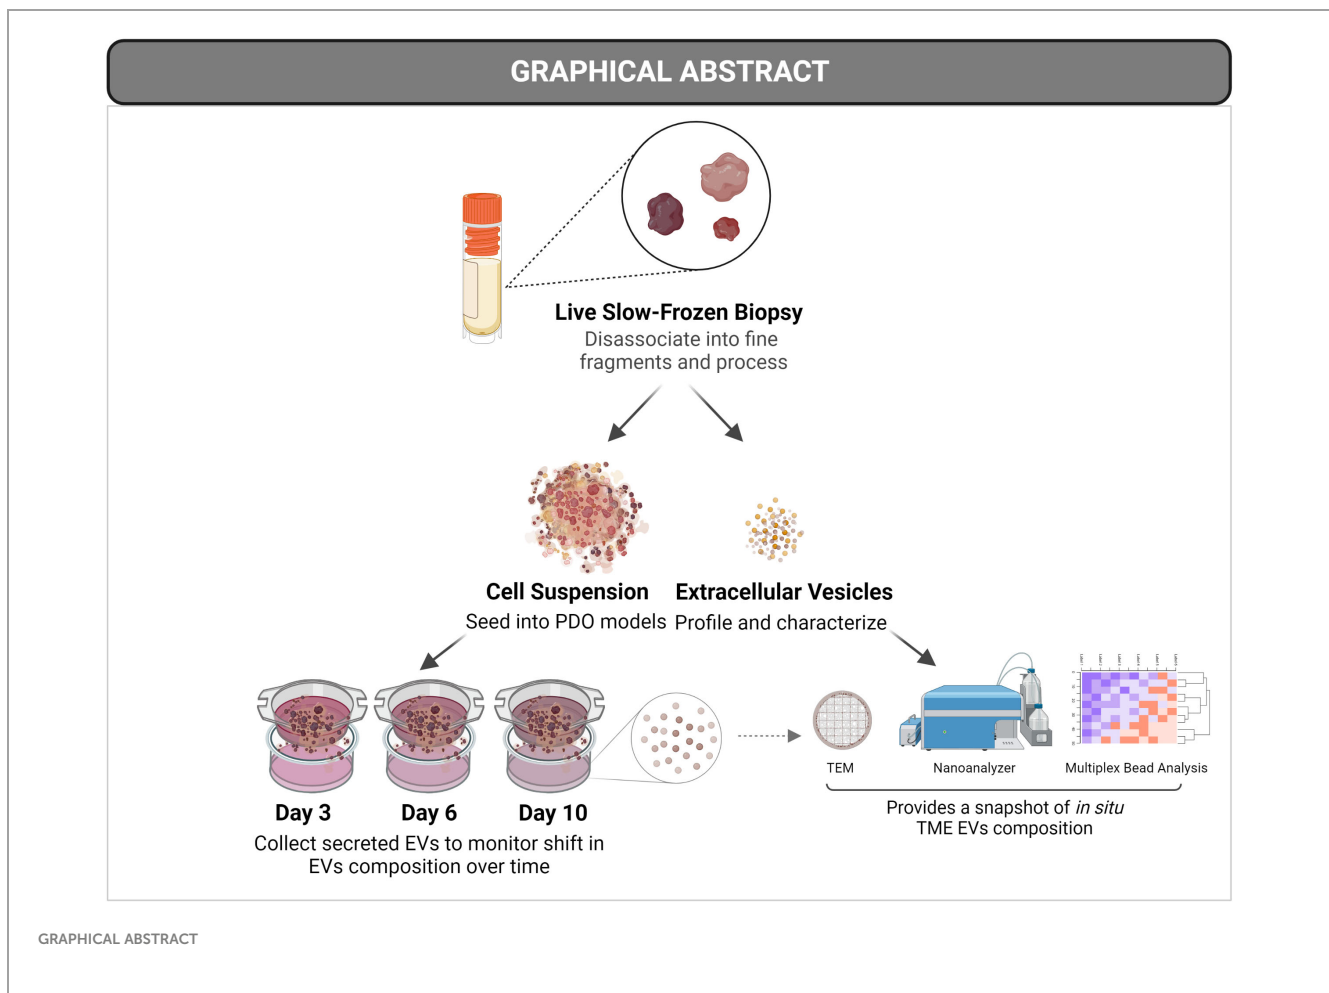 GRAPHICAL ABSTRACT
Live Slow-Frozen Biopsy
Disassociate into fine
fragments and process
Cell Suspension
Seed into PDO models
Extracellular Vesicles
Profile and characterize
Day 3
Day 6
Day 10
Collect secreted EVs to monitor shift in
EVs composition over time
TEM
Nanoanalyzer
Multiplex Bead Analysis
Provides a snapshot of in situ
TME EVs composition
GRAPHICAL ABSTRACT